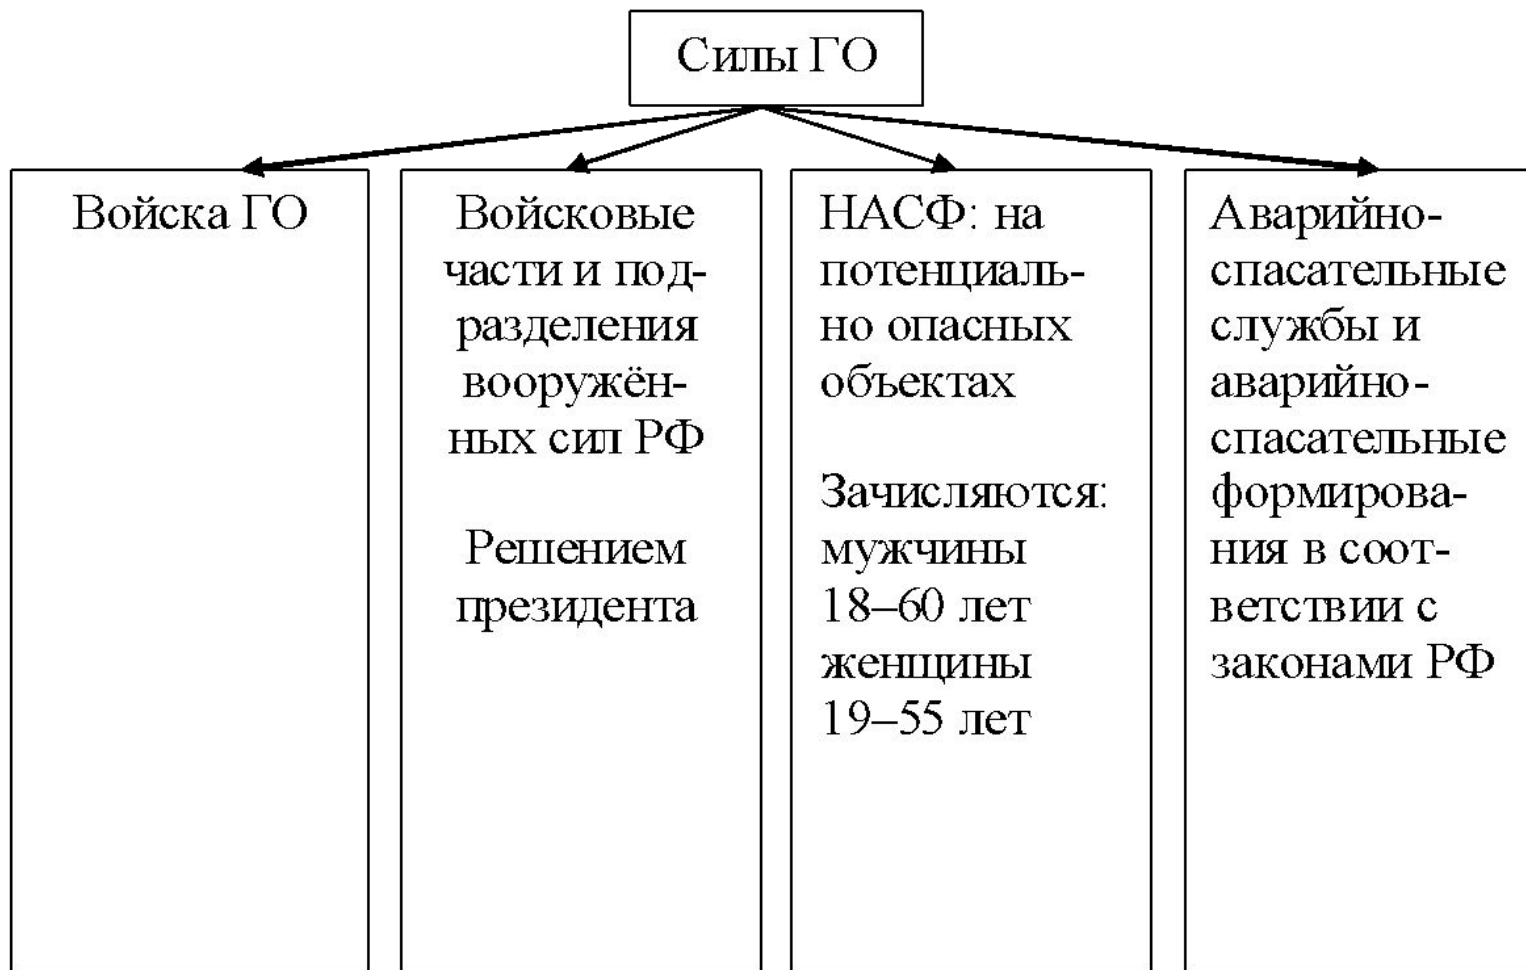 Силы ГО
Войска ГО
Войсковые
части и под-
разделения
вооружён-
ных сил РФ
Решением
президента
НАСФ: на
потенциаль-
но опасных
объектах
Зачисляются:
мужчины
18–60 лет
женщины
19–55 лет
Аварийно-
спасательные
службы и
аварийно-
спасательные
формирова-
ния в соот-
ветствии с
законами РФ